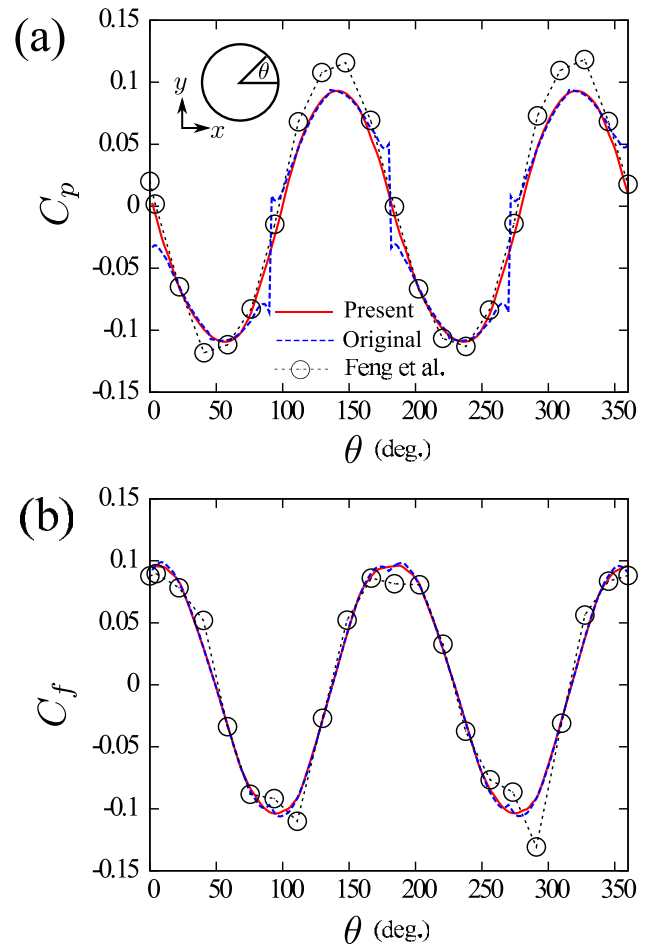 (a)
0.15
0.1
0.05
0
-0.05
-0.1
-0.15
C_p
y
x
θ
Present
Original
Feng et al.
0 50 100 150 200 250 300 350
θ (deg.)
(b)
0.15
0.1
0.05
0
-0.05
-0.1
-0.15
C_f
0 50 100 150 200 250 300 350
θ (deg.)